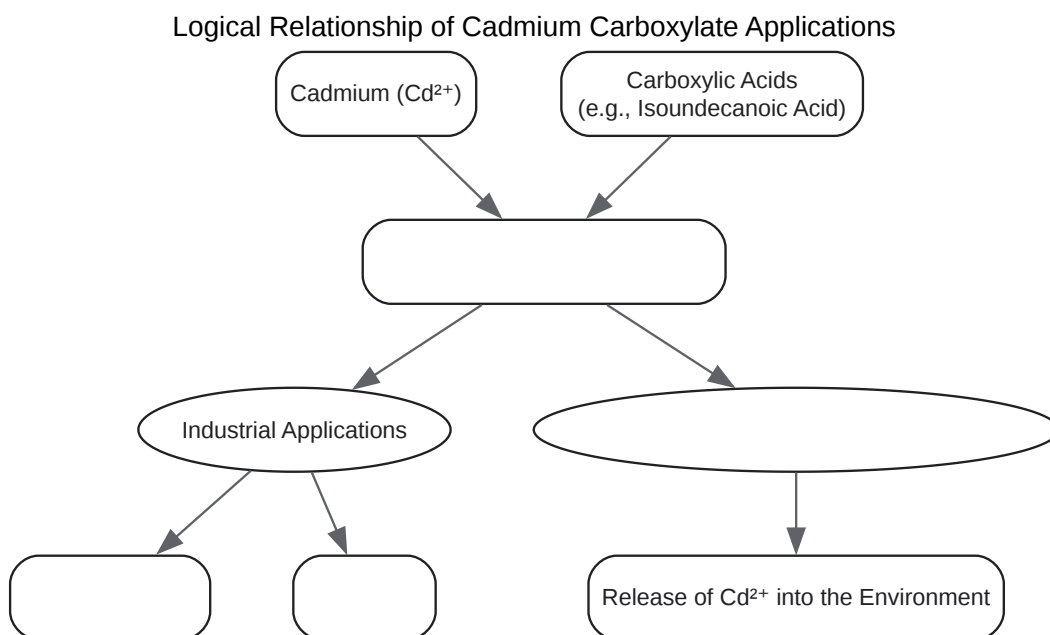 Logical Relationship of Cadmium Carboxylate Applications
Cadmium (Cd²⁺)
Carboxylic Acids
(e.g., Isoundecanoic Acid)
Industrial Applications
Release of Cd²⁺ into the Environment